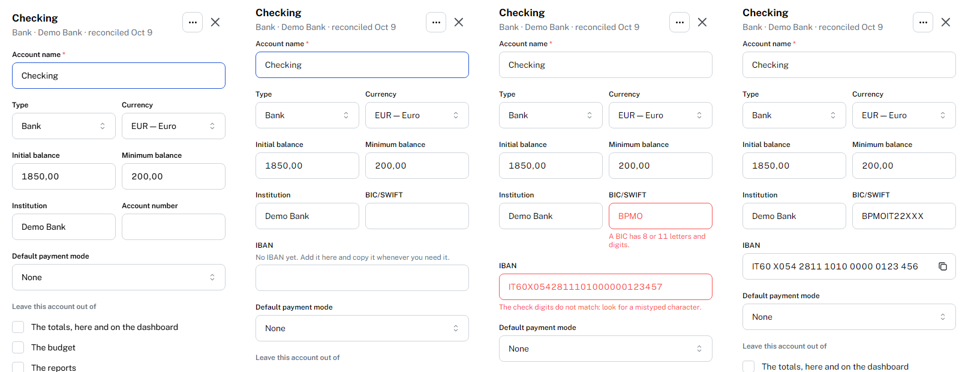 Checking
Bank · Demo Bank · reconciled Oct 9
Account name *
Checking
Type
Currency
Bank
EUR — Euro
Initial balance
Minimum balance
1850,00
200,00
Institution
Account number
Demo Bank
Default payment mode
None
Leave this account out of
The totals, here and on the dashboard
The budget
The reports
Checking
Bank · Demo Bank · reconciled Oct 9
Account name *
Checking
Type
Currency
Bank
EUR — Euro
Initial balance
Minimum balance
1850,00
200,00
Institution
BIC/SWIFT
Demo Bank
IBAN
No IBAN yet. Add it here and copy it whenever you need it.
Default payment mode
None
Leave this account out of
Checking
Bank · Demo Bank · reconciled Oct 9
Account name *
Checking
Type
Currency
Bank
EUR — Euro
Initial balance
Minimum balance
1850,00
200,00
Institution
BIC/SWIFT
Demo Bank
BPMO
A BIC has 8 or 11 letters and
digits.
IBAN
IT60X0542811101000000123457
The check digits do not match: look for a mistyped character.
Default payment mode
None
Checking
Bank · Demo Bank · reconciled Oct 9
Account name *
Checking
Type
Currency
Bank
EUR — Euro
Initial balance
Minimum balance
1850,00
200,00
Institution
BIC/SWIFT
Demo Bank
BPMOIT22XXX
IBAN
IT60 X054 2811 1010 0000 0123 456
Default payment mode
None
Leave this account out of
The totals, here and on the dashboard